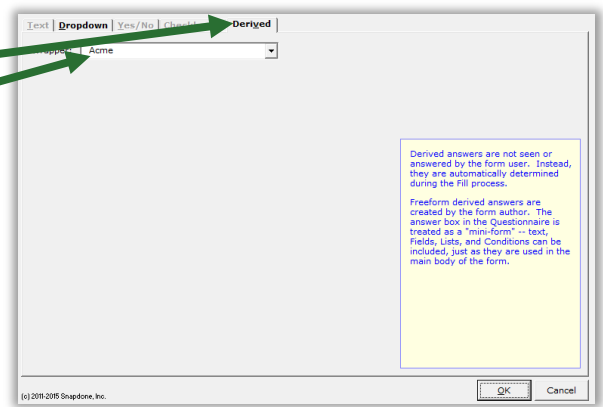 Text Dropdown Yes/No Derived
Acme
Derived answers are not seen or
answered by the form user. Instead,
they are automatically determined
during the Fill process.
Freeform derived answers are
created by the form author. The
answer box in the Questionnaire is
treated as a "mini-form" -- text,
Fields, Lists, and Conditions can be
included, just as they are used in the
main body of the form.
(c) 2011-2015 Snapdone, Inc.
OK Cancel